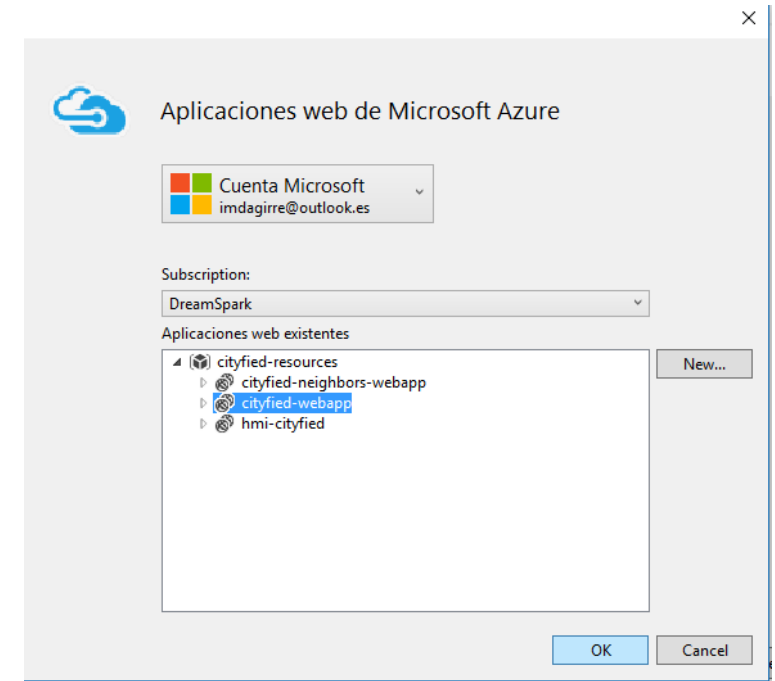 Aplicaciones web de Microsoft Azure
Cuenta Microsoft
imdagirre@outlook.es
Subscription:
DreamSpark
Aplicaciones web existentes
cityfied-resources
New...
cityfied-neighbors-webapp
cityfied-webapp
hmi-cityfied
OK
Cancel